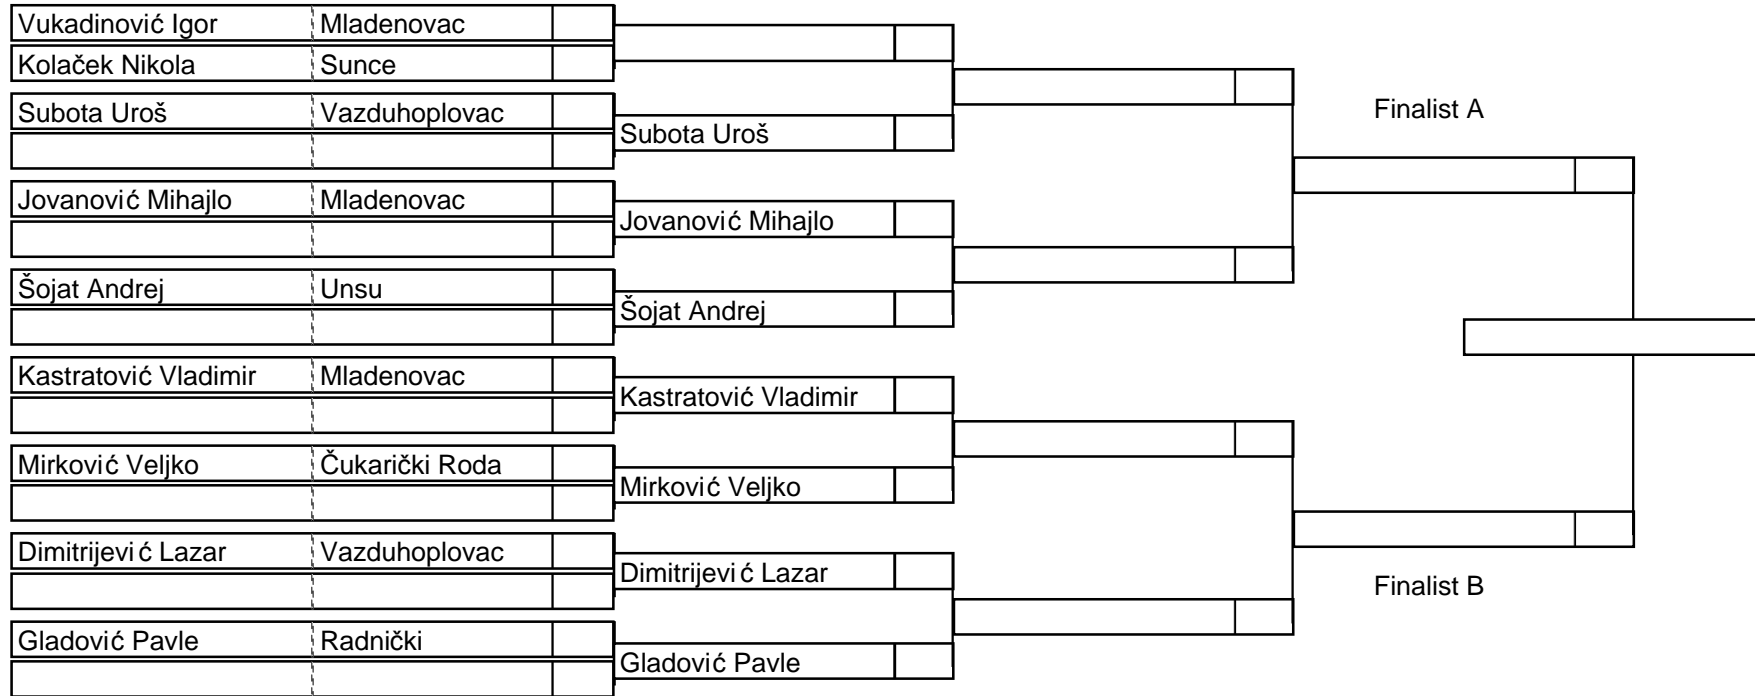 Vukadinović Igor Mladenovac
Kolaček Nikola Sunce
Subota Uroš Vazduhoplovac
Finalist A
Subota Uroš
Jovanović Mihajlo Mladenovac
Jovanović Mihajlo
Šojat Andrej Unsu
Šojat Andrej
Kastratović Vladimir Mladenovac
Kastratović Vladimir
Mirković Veljko Čukarički Roda
Mirković Veljko
Dimitrijević Lazar Vazduhoplovac
Dimitrijević Lazar
Finalist B
Gladović Pavle Radnički
Gladović Pavle